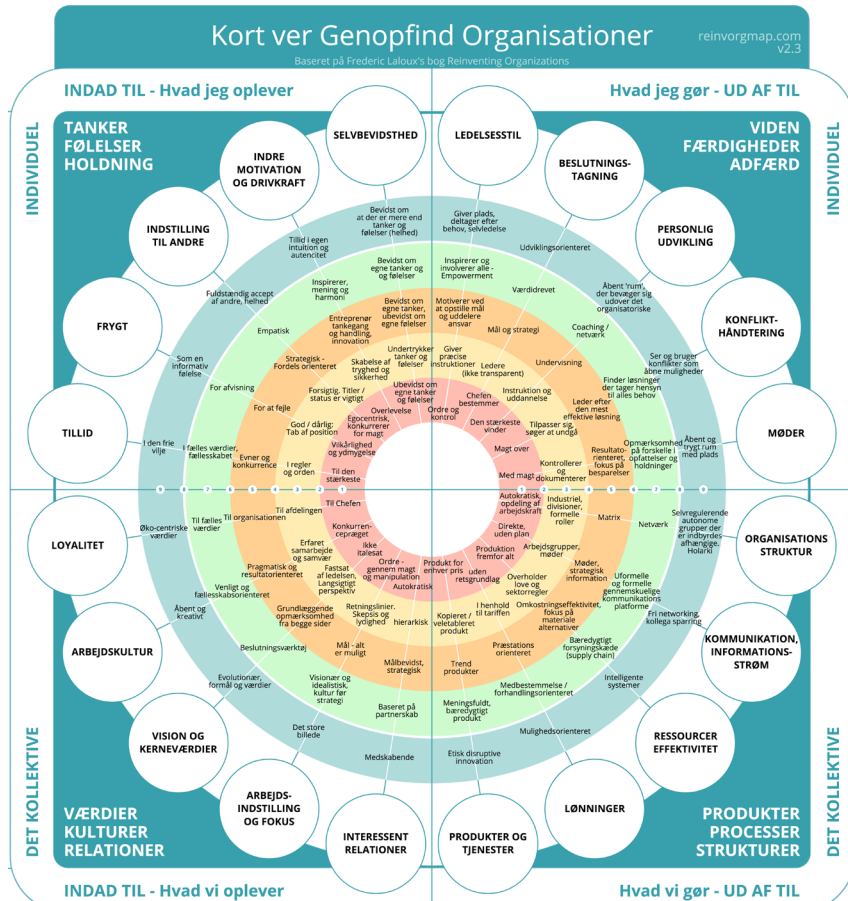 Kort ver Genopfind Organisationer
reinvorgmap.com
v2.3
Baseret på Frederic Laloux's bog Reinventing Organizations
INDAD TIL - Hvad jeg oplever
Hvad jeg gør - UD AF TIL
INDIVIDUEL
INDIVIDUEL
TANKER
FØLELSER
HOLDNING
VIDEN
FÆRDIGHEDER
ADFÆRD
SELVBEVIDSTHED
LEDELSESSTIL
INDRE
MOTIVATION
OG DRIVKRAFT
BESLUTNINGS-
TAGNING
INDSTILLING
TIL ANDRE
PERSONLIG
UDVIKLING
FRYGT
KONFLIKT-
HÅNDTERING
TILLID
MØDER
Bevidst om
at der er mere end
tanker og
følelser (helhed)
Bevidst om
egne tanker og
og følelser
Bevidst om
egne tanker,
ubevidst om
egne følelser
Undertrykker
tanker og
følelser
Ubevidst om
egne tanker
og følelser
Giver plads,
deltager efter
behov, selvledelse
Inspirerer og
involverer alle -
Empowerment
Motiverer ved
at opstille mål
og uddelere
ansvar
Giver
præcise
instruktioner
Ordre og
kontrol
Tillid i egen
intuition og
autencitet
Inspirerer,
mening og
harmoni
Entreprenør
tankegang
og handling,
innovation
Skabelse af
tryghed og
sikkerhed
Overlevelse
Udviklingsorienteret
Værdidrevet
Mål og strategi
Ledere
(ikke transparent)
Chefen
bestemmer
Fuldstændig accept
af andre, helhed
Empatisk
Strategisk -
Fordels orienteret
Forsigtig, Titler /
status er vigtigt
Egocentrisk,
konkurrerer
for magt
Åbent 'rum',
der bevæger sig
udover det
organisatoriske
Coaching /
netværk
Undervisning
Instruktion og
uddannelse
Den stærkeste
vinder
Som en
informativ
følelse
For afvisning
For at fejle
God / dårlig:
Tab af position
Vilkårlighed
og ydmygelse
Ser og bruger
konflikter som
åbne muligheder
Finder løsninger
der tager hensyn
til alles behov
Leder efter
den mest
effektive løsning
Tilpasser sig,
søger at undgå
Magt over
I den frie
vilje
I fælles værdier,
fællesskabet
Evner og
konkurrence
I regler
og orden
Til den
stærkeste
Åbent og
trygt rum
med plads
Opmærksomhed
på forskelle i
opfattelser og
holdninger
Resultato-
rienteret,
fokus på
besparelser
Kontrollerer
og
dokumenterer
Med magt
9 8 7 6 5 4 3 2 1 1 2 3 4 5 6 7 8 9
LOYALITET
ORGANISATIONS
STRUKTUR
ARBEJDSKULTUR
KOMMUNIKATION,
INFORMATIONS-
STRØM
VISION OG
KERNEVÆRDIER
RESSOURCER
EFFEKTIVITET
ARBEJDS-
INDSTILLING
OG FOKUS
LØNNINGER
INTERESSENT
RELATIONER
PRODUKTER OG
TJENESTER
Øko-centriske
værdier
Til fælles
værdier
Til organisationen
Til afdelingen
Til Chefen
Autokratisk,
opdeling af
arbejdskraft
Industriel,
divisioner,
formelle
roller
Matrix
Netværk
Selvregulerende
autonome
grupper der
er indbyrdes
afhængige.
Holarki
Åbent og
kreativt
Venligt og
fællesskabsorienteret
Pragmatisk og
resultatorienteret
Erfaret
samarbejde
og samvær
Konkurren-
cepræget
Direkte,
uden plan
Arbejdsgrupper,
møder
Møder,
strategisk
information
Uformelle og
formelle
gennemskuelige
kommunikations
platforme
Fri networking,
kollega sparring
Evolutionær,
formål og værdier
Beslutningsværktøj
Grundlæggende
opmærksomhed
fra begge sider
Fastsat
af ledelsen,
Langsigtigt
perspektiv
Ikke
italesat
Produktion
fremfor alt
Overholder
love og
sektorregler
Omkostningseffektivitet,
fokus på
materiale
alternativer
Bæredygtigt
forsyningskæde
(supply chain)
Intelligente
systemer
Det store
billede
Visionær og
idealistisk,
kultur før
strategi
Mål - alt
er muligt
Retningslinier,
Skepsis og
lydighed
Ordre -
gennem magt
og manipulation
uden
retsgrundlag
I henhold
til tariffen
Præstations
orienteret
Medbestemmelse /
forhandlingsorienteret
Mulighedsorienteret
Medskabende
Baseret på
partnerskab
Målbevidst,
strategisk
hierarkisk
Autokratisk
Produkt for
enhver pris
Kopieret /
veletableret
produkt
Trend
produkter
Meningsfuldt,
bæredygtigt
produkt
Etisk disruptive
innovation
DET KOLLEKTIVE
DET KOLLEKTIVE
VÆRDIER
KULTURER
RELATIONER
PRODUKTER
PROCESSER
STRUKTURER
INDAD TIL - Hvad vi oplever
Hvad vi gør - UD AF TIL